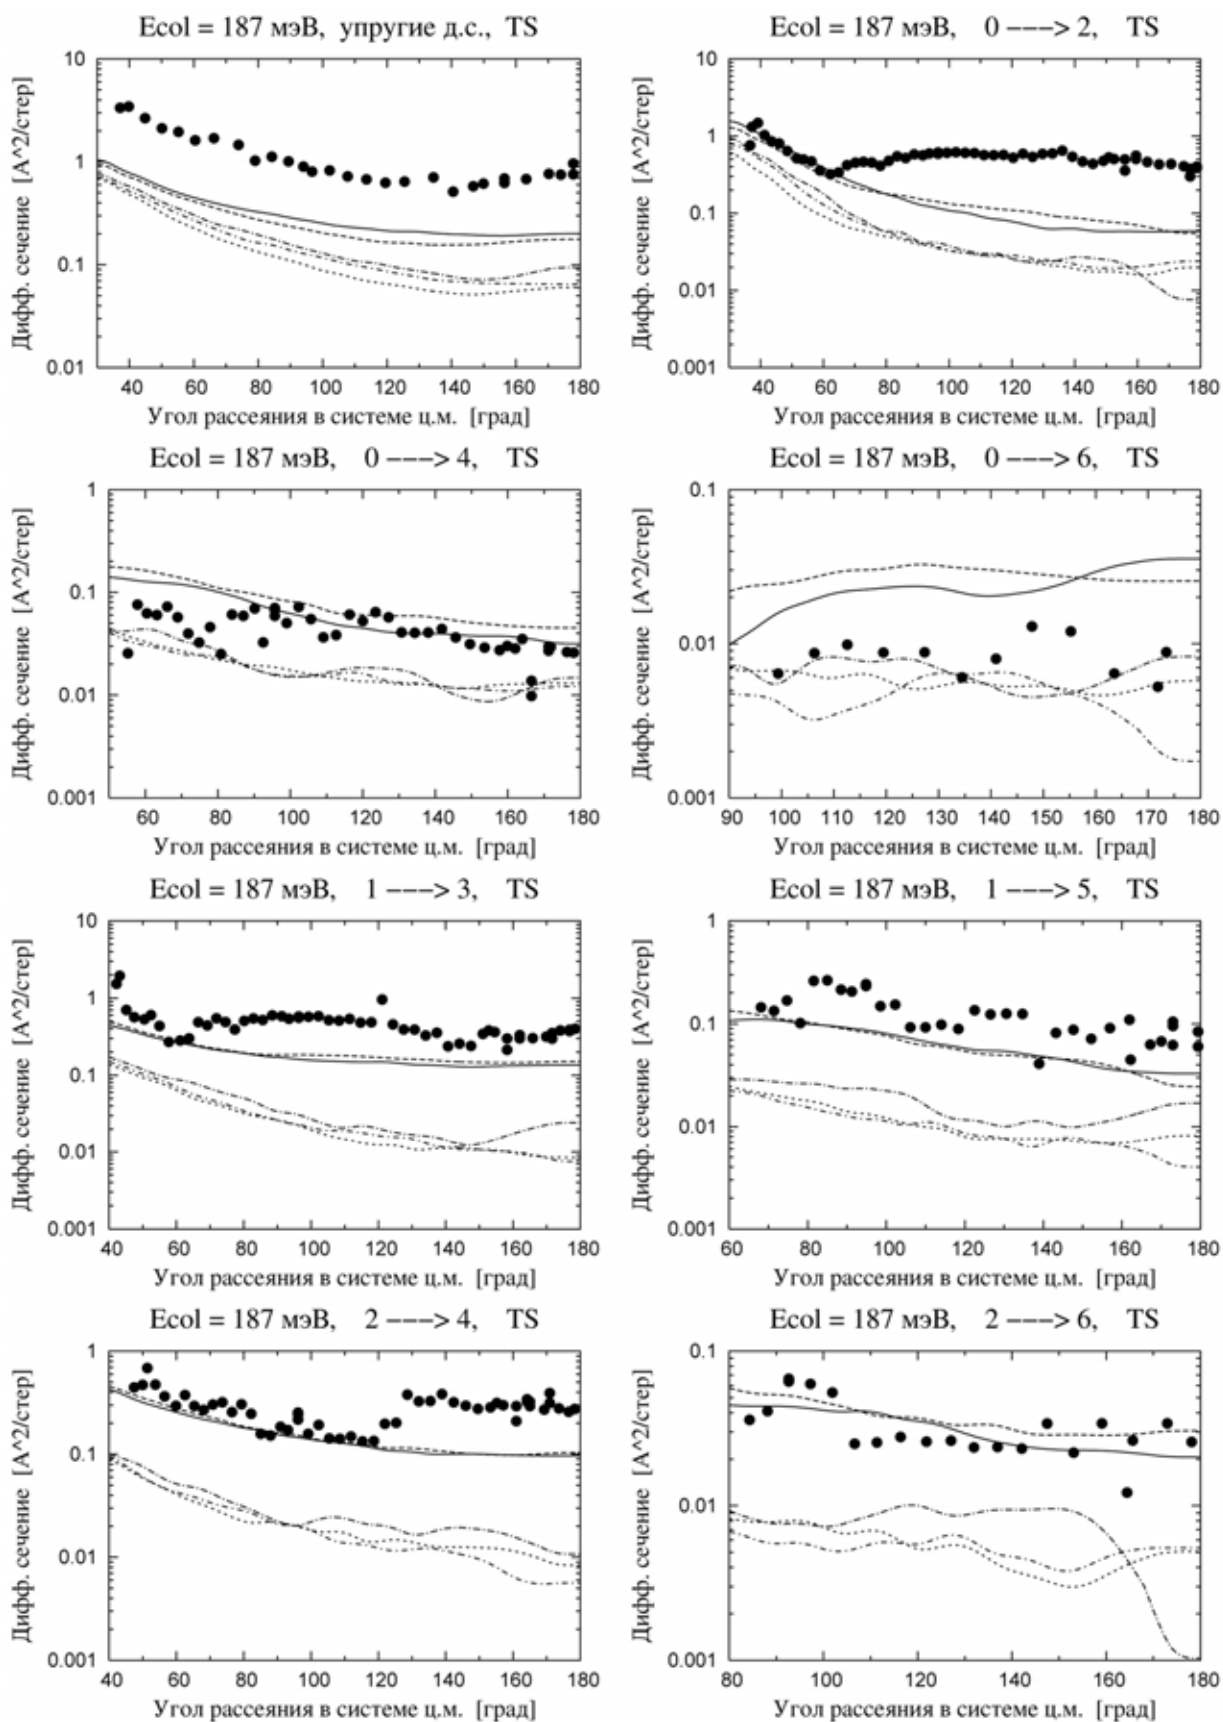 Ecol = 187 мэВ, упругие д.с., TS
Дифф. сечение [A^2/стер]
10
1
0.1
0.01
40 60 80 100 120 140 160 180
Угол рассеяния в системе ц.м. [град]
Ecol = 187 мэВ, 0 ---> 2, TS
Дифф. сечение [A^2/стер]
10
1
0.1
0.01
0.001
40 60 80 100 120 140 160 180
Угол рассеяния в системе ц.м. [град]
Ecol = 187 мэВ, 0 ---> 4, TS
Дифф. сечение [A^2/стер]
1
0.1
0.01
0.001
60 80 100 120 140 160 180
Угол рассеяния в системе ц.м. [град]
Ecol = 187 мэВ, 0 ---> 6, TS
Дифф. сечение [A^2/стер]
0.1
0.01
0.001
90 100 110 120 130 140 150 160 170 180
Угол рассеяния в системе ц.м. [град]
Ecol = 187 мэВ, 1 ---> 3, TS
Дифф. сечение [A^2/стер]
10
1
0.1
0.01
0.001
40 60 80 100 120 140 160 180
Угол рассеяния в системе ц.м. [град]
Ecol = 187 мэВ, 1 ---> 5, TS
Дифф. сечение [A^2/стер]
1
0.1
0.01
0.001
60 80 100 120 140 160 180
Угол рассеяния в системе ц.м. [град]
Ecol = 187 мэВ, 2 ---> 4, TS
Дифф. сечение [A^2/стер]
1
0.1
0.01
0.001
40 60 80 100 120 140 160 180
Угол рассеяния в системе ц.м. [град]
Ecol = 187 мэВ, 2 ---> 6, TS
Дифф. сечение [A^2/стер]
0.1
0.01
0.001
80 100 120 140 160 180
Угол рассеяния в системе ц.м. [град]